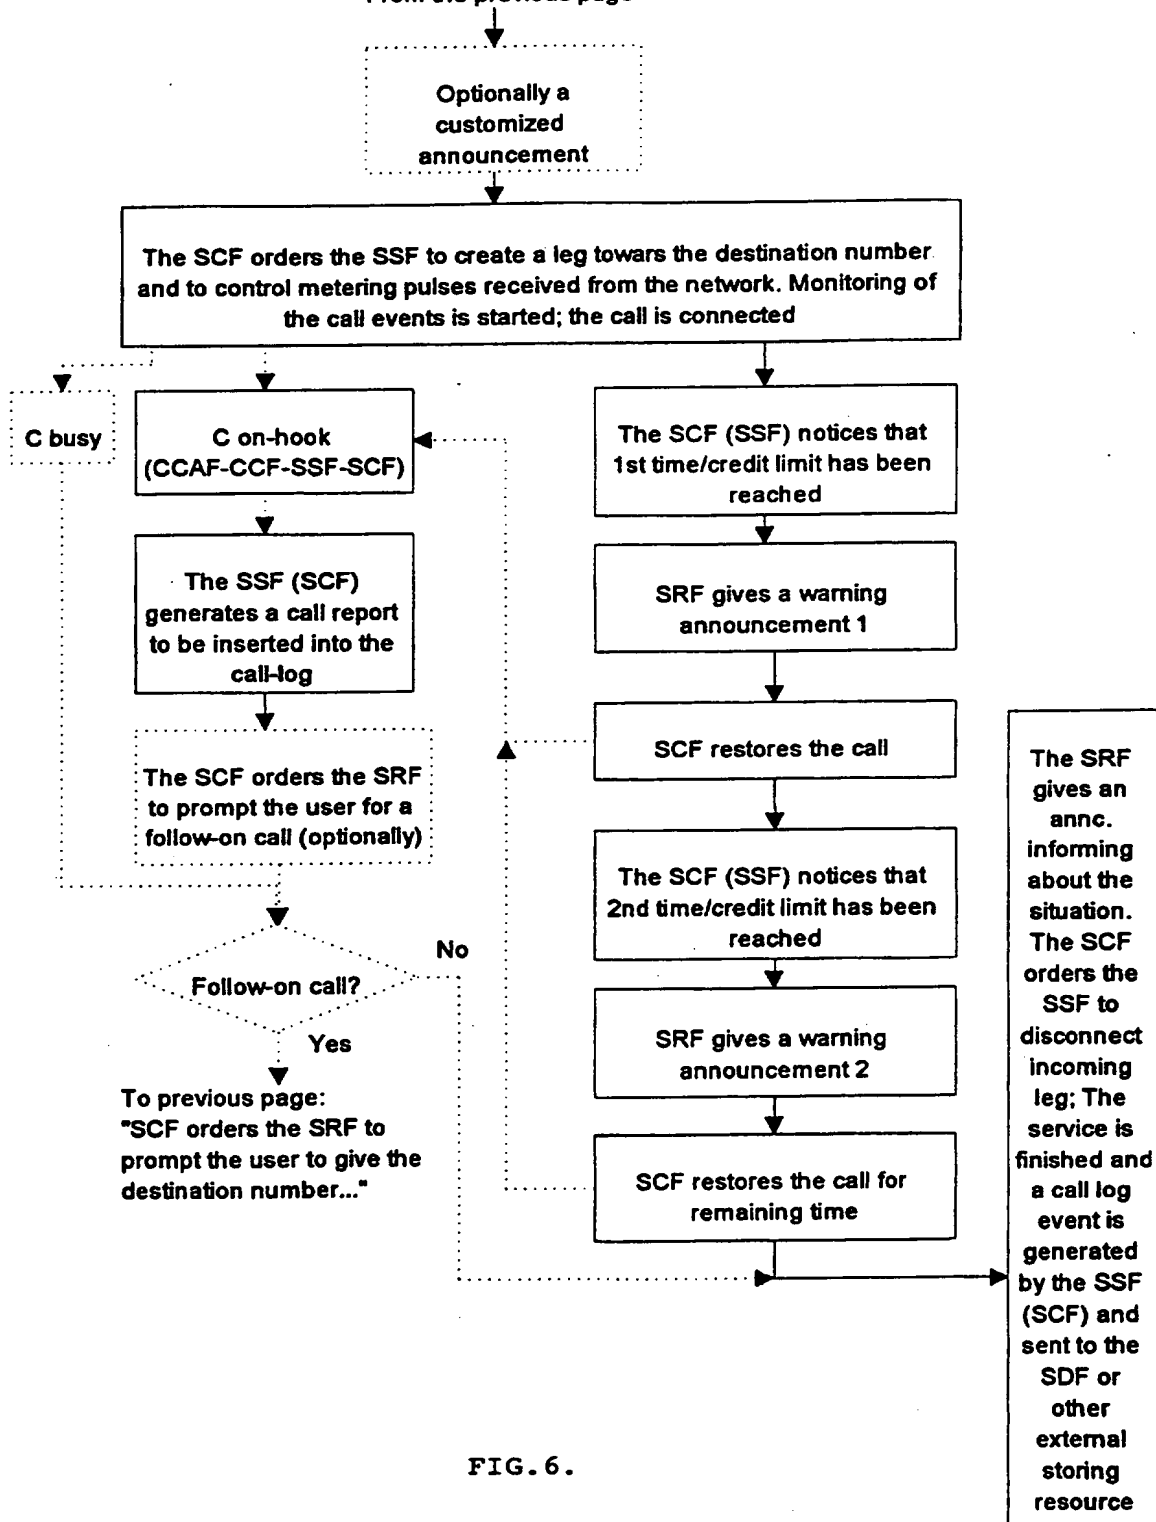 From the previous page
Optionally a
customized
announcement
The SCF orders the SSF to create a leg towars the destination number
and to control metering pulses received from the network. Monitoring of
the call events is started; the call is connected
C busy
C on-hook
(CCAF-CCF-SSF-SCF)
The SSF (SCF)
generates a call report
to be inserted into the
call-log
The SCF orders the SRF
to prompt the user for a
follow-on call (optionally)
Follow-on call?
No
Yes
To previous page:
"SCF orders the SRF to
prompt the user to give the
destination number..."
The SCF (SSF) notices that
1st time/credit limit has been
reached
SRF gives a warning
announcement 1
SCF restores the call
The SCF (SSF) notices that
2nd time/credit limit has been
reached
SRF gives a warning
announcement 2
SCF restores the call for
remaining time
The SRF
gives an
annc.
informing
about the
situation.
The SCF
orders the
SSF to
disconnect
incoming
leg; The
service is
finished and
a call log
event is
generated
by the SSF
(SCF) and
sent to the
SDF or
other
external
storing
resource
FIG.6.